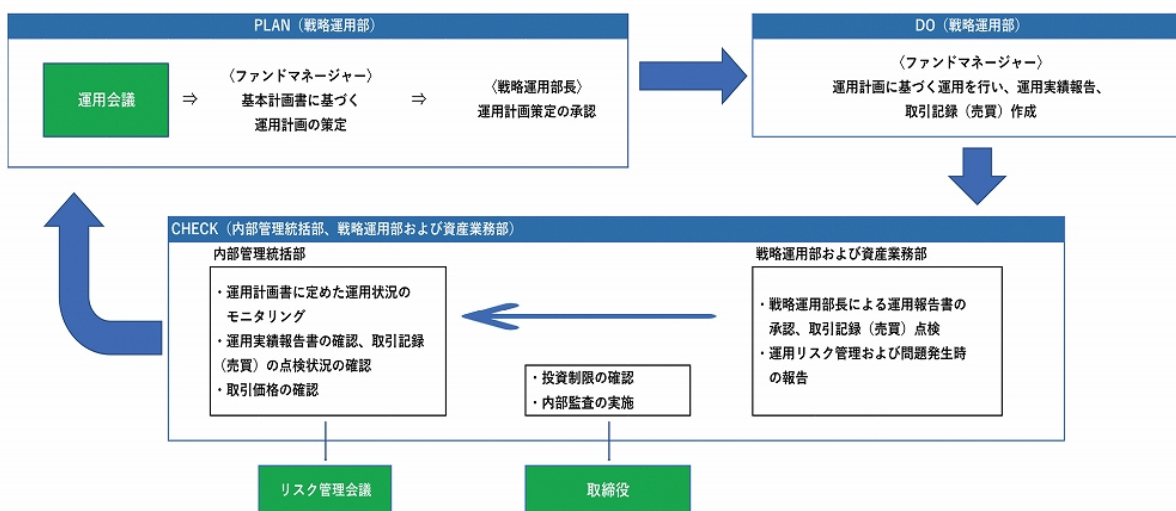 PLAN（戦略運用部）
運用会議
⇒
〈ファンドマネージャー〉
基本計画書に基づく
運用計画の策定
⇒
〈戦略運用部長〉
運用計画策定の承認
DO（戦略運用部）
〈ファンドマネージャー〉
運用計画に基づく運用を行い、運用実績報告、
取引記録（売買）作成
CHECK（内部管理統括部、戦略運用部および資産業務部）
内部管理統括部
・運用計画書に定めた運用状況の
モニタリング
・運用実績報告書の確認、取引記録
（売買）の点検状況の確認
・取引価格の確認
・投資制限の確認
・内部監査の実施
戦略運用部および資産業務部
・戦略運用部長による運用報告書の
承認、取引記録（売買）点検
・運用リスク管理および問題発生時
の報告
リスク管理会議
取締役